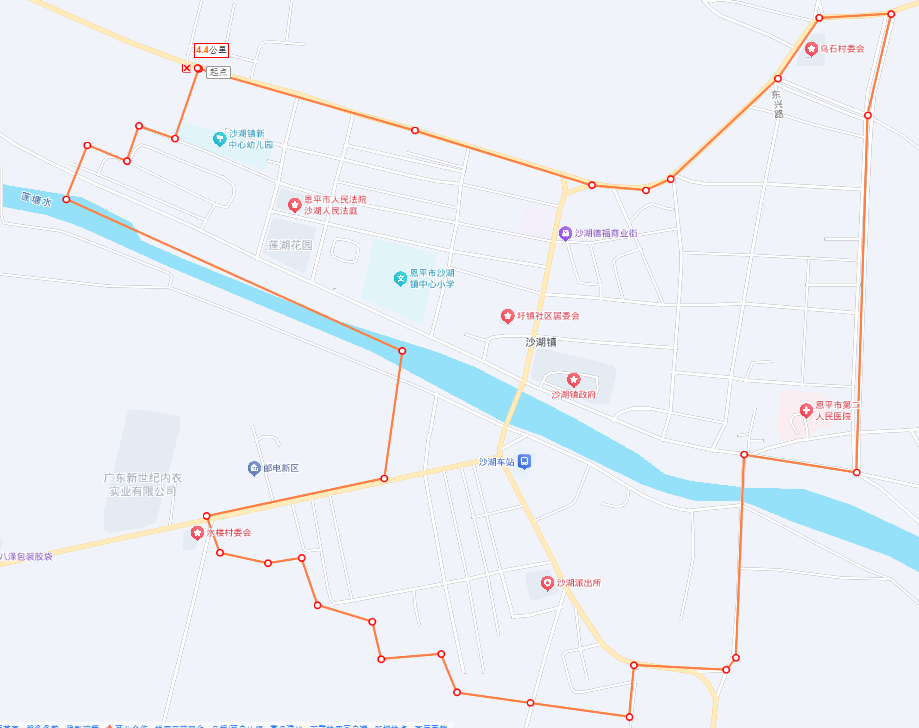 4.4公里
起点
乌石村委会
东兴路
沙湖镇新
中心幼儿园
莲塘水
恩平市人民法院
沙湖人民法庭
沙湖德福商业街
莲湖花园
恩平市沙湖
镇中心小学
圩镇社区居委会
沙湖镇
沙湖镇政府
恩平市第二
人民医院
沙湖车站
邮电新区
广东新世纪内衣
实业有限公司
水楼村委会
八泽包装胶袋
沙湖派出所